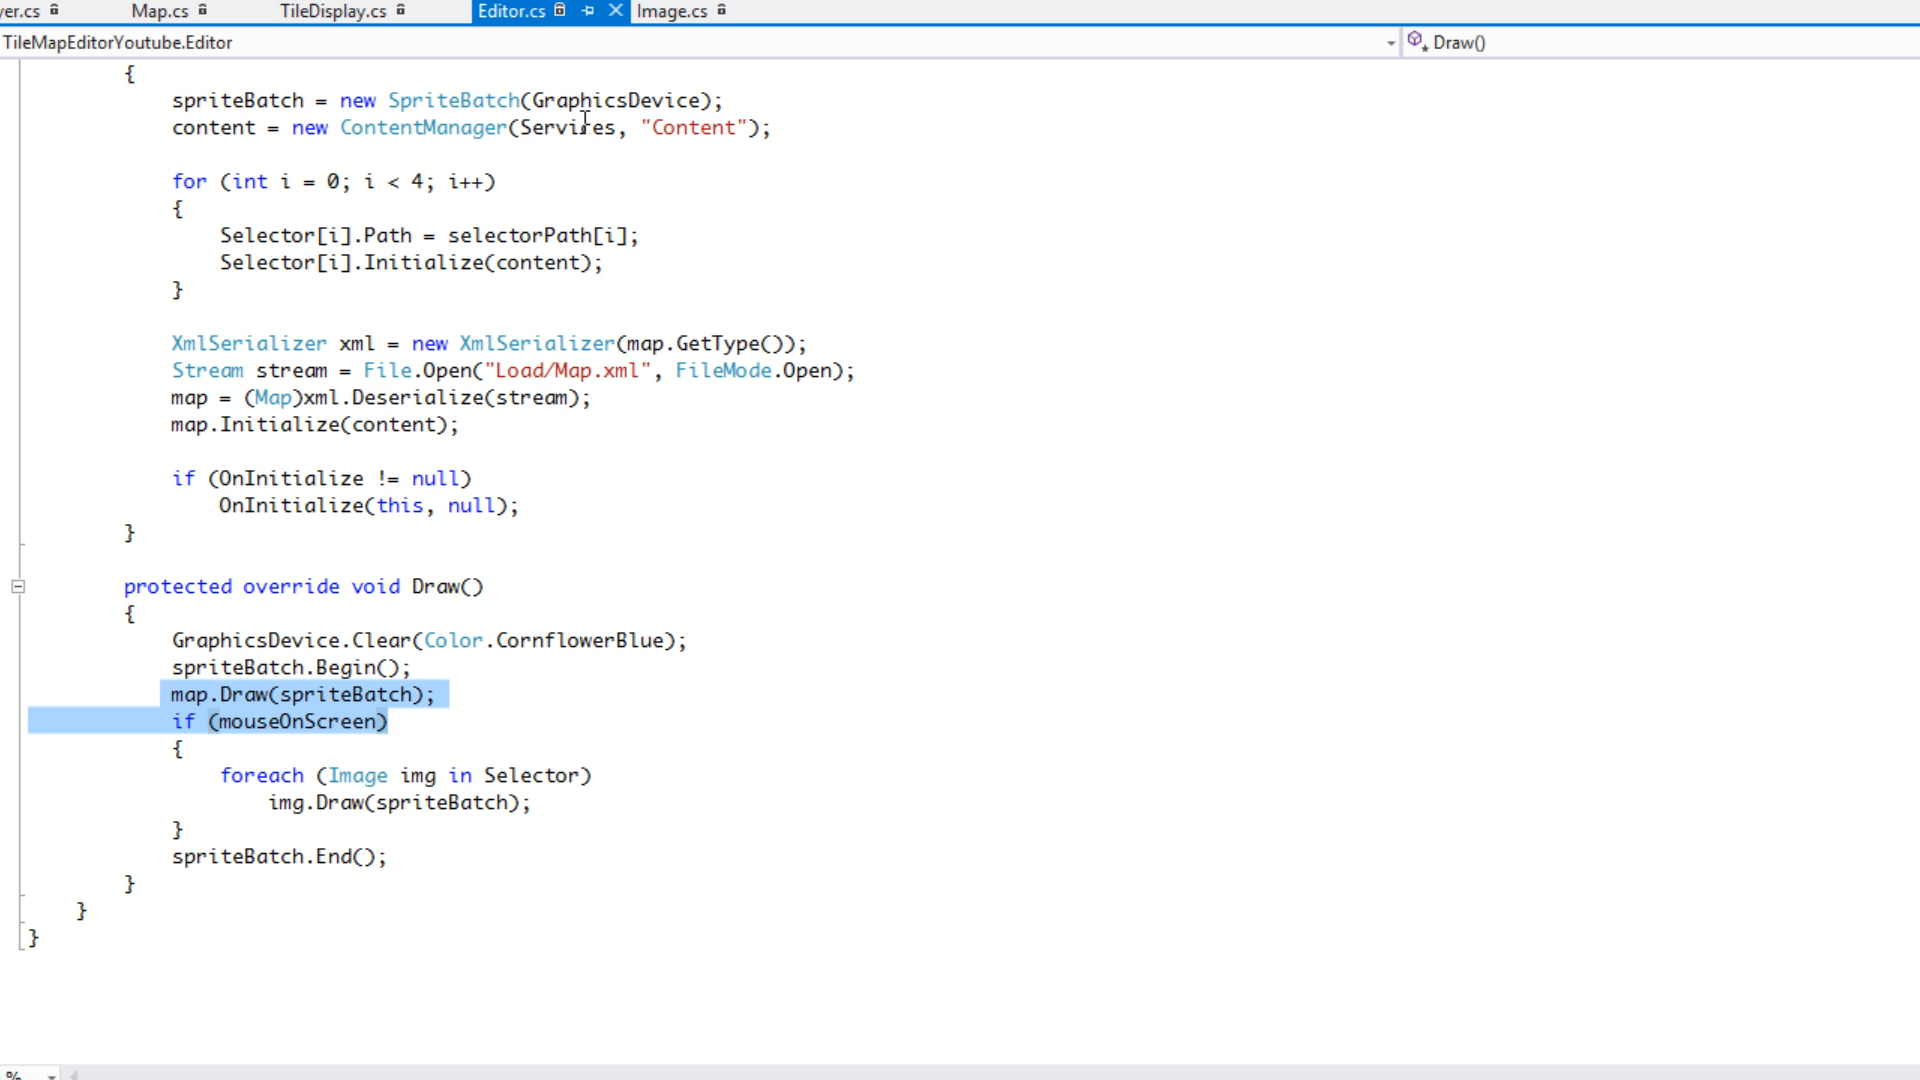 yer.cs Map.cs TileDisplay.cs Editor.cs Image.cs
TileMapEditorYoutube.Editor Draw()
{
spriteBatch = new SpriteBatch(GraphicsDevice);
content = new ContentManager(Services, "Content");
for (int i = 0; i < 4; i++)
{
Selector[i].Path = selectorPath[i];
Selector[i].Initialize(content);
}
XmlSerializer xml = new XmlSerializer(map.GetType());
Stream stream = File.Open("Load/Map.xml", FileMode.Open);
map = (Map)xml.Deserialize(stream);
map.Initialize(content);
if (OnInitialize != null)
OnInitialize(this, null);
}
protected override void Draw()
{
GraphicsDevice.Clear(Color.CornflowerBlue);
spriteBatch.Begin();
map.Draw(spriteBatch);
if (mouseOnScreen)
{
foreach (Image img in Selector)
img.Draw(spriteBatch);
}
spriteBatch.End();
}
}
}
%